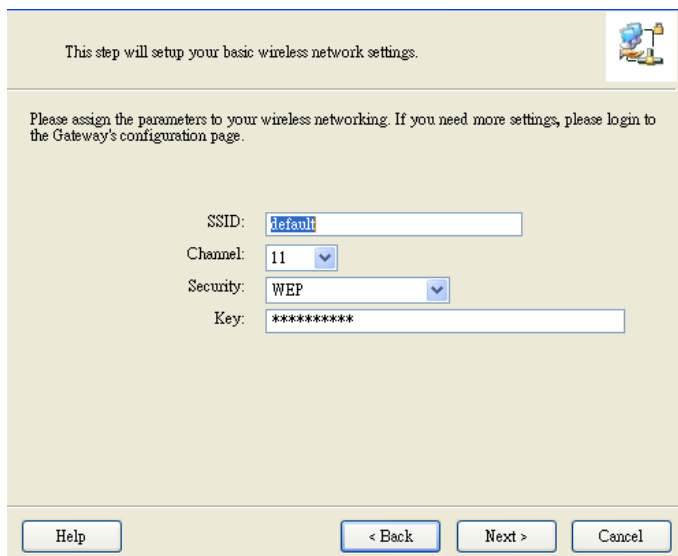 This step will setup your basic wireless network settings.
Please assign the parameters to your wireless networking. If you need more settings, please login to
the Gateway's configuration page.
SSID: default
Channel: 11
Security: WEP
Key: **********
Help < Back Next > Cancel